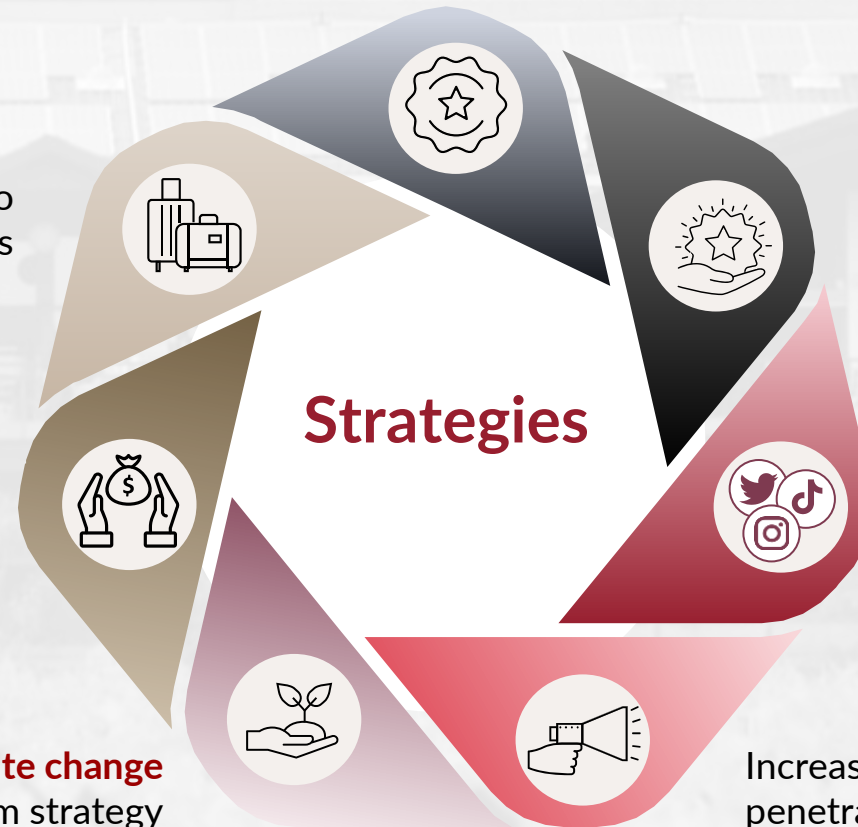 o
s
Strategies
$
te change
m strategy
Increas
penetra